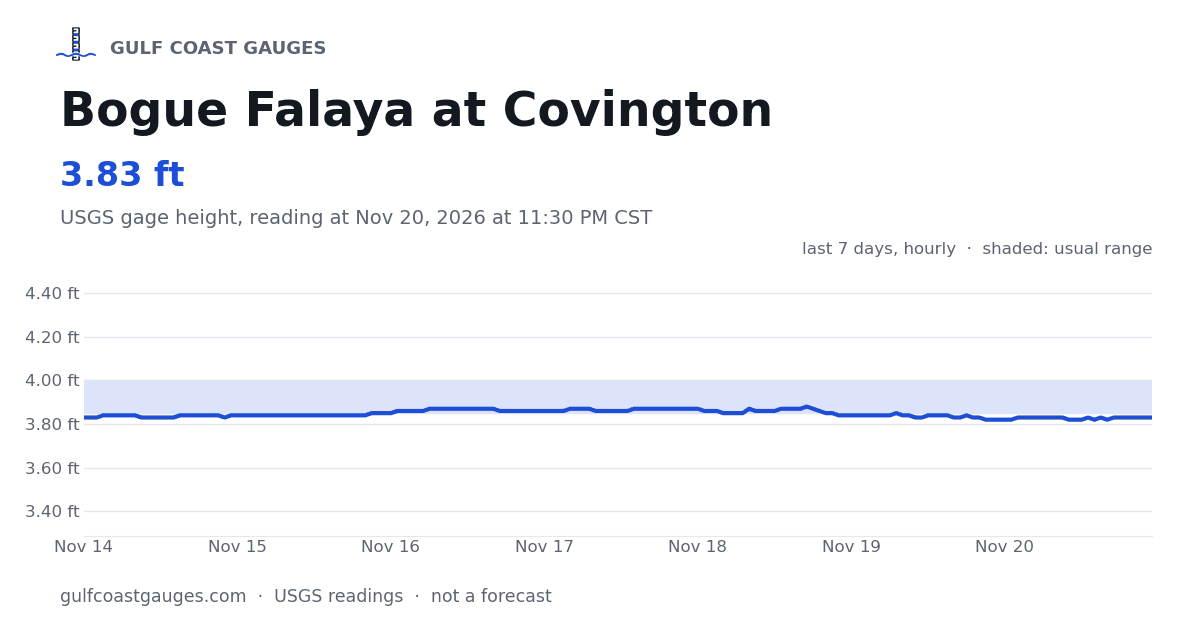 GULF COAST GAUGES
Bogue Falaya at Covington
3.83 ft
USGS gage height, reading at Nov 20, 2026 at 11:30 PM CST
last 7 days, hourly · shaded: usual range
4.40 ft
4.20 ft
4.00 ft
3.80 ft
3.60 ft
3.40 ft
Nov 14 Nov 15 Nov 16 Nov 17 Nov 18 Nov 19 Nov 20
gulfcoastgauges.com · USGS readings · not a forecast